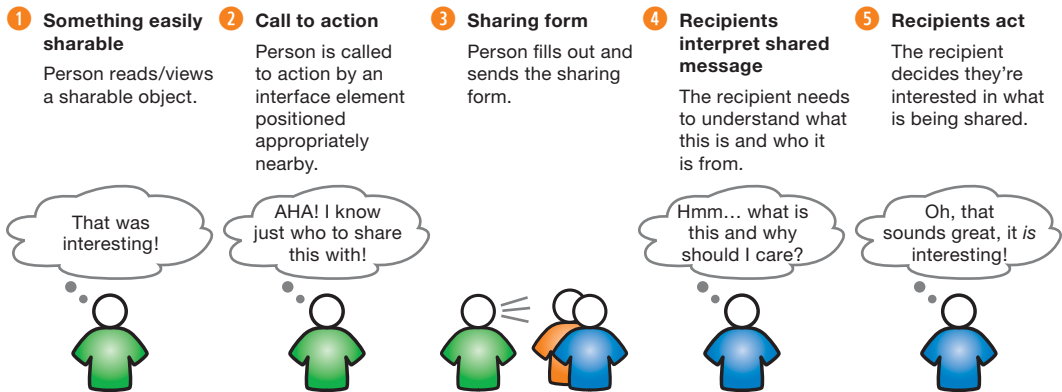 1 Something easily
sharable
Person reads/views
a sharable object.
2 Call to action
Person is called
to action by an
interface element
positioned
appropriately
nearby.
3 Sharing form
Person fills out and
sends the sharing
form.
4 Recipients
interpret shared
message
The recipient needs
to understand what
this is and who it
is from.
5 Recipients act
The recipient
decides they’re
interested in what
is being shared.
That was
interesting!
AHA! I know
just who to share
this with!
Hmm… what is
this and why
should I care?
Oh, that
sounds great, it is
interesting!